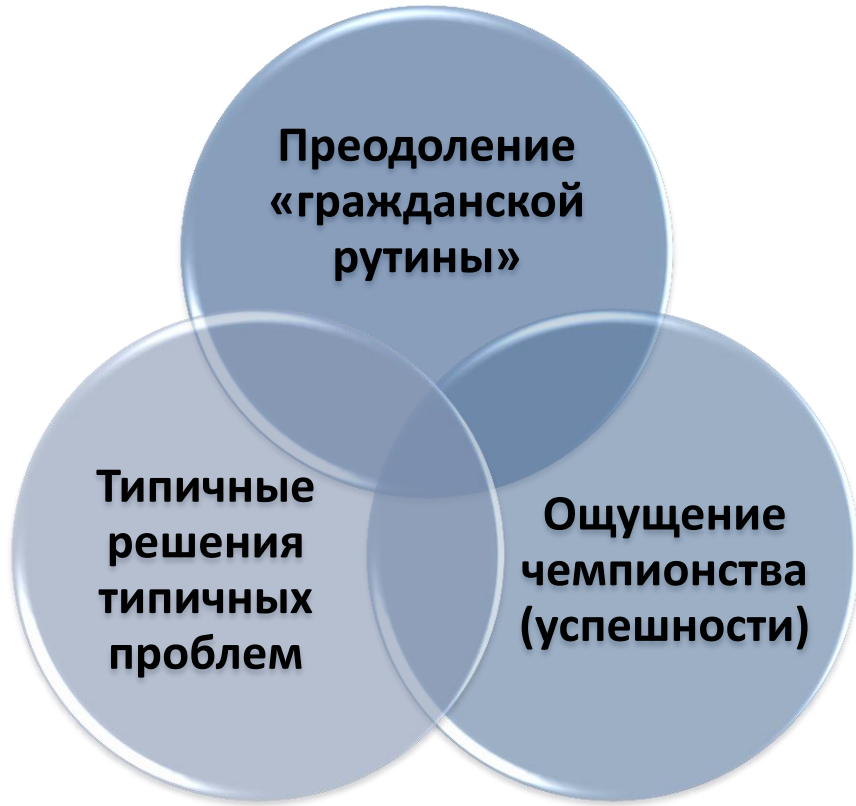 Преодоление
«гражданской
рутины»
Типичные
решения
типичных
проблем
Ощущение
чемпионства
(успешности)